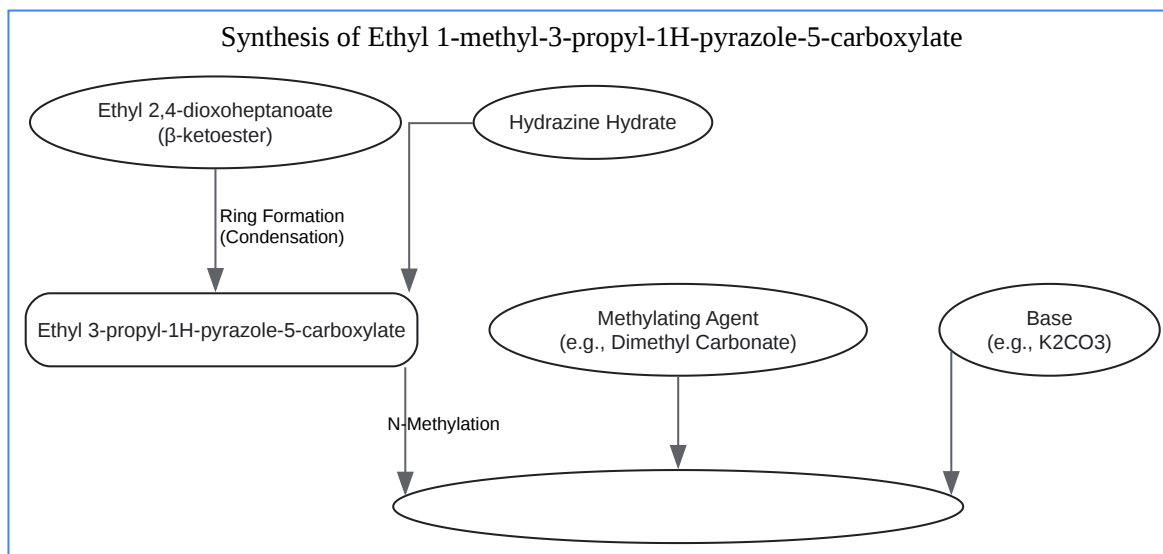 Synthesis of Ethyl 1-methyl-3-propyl-1H-pyrazole-5-carboxylate
Ethyl 2,4-dioxoheptanoate
(β-ketoester)
Hydrazine Hydrate
Ring Formation
(Condensation)
Ethyl 3-propyl-1H-pyrazole-5-carboxylate
Methylating Agent
(e.g., Dimethyl Carbonate)
Base
(e.g., K2CO3)
N-Methylation